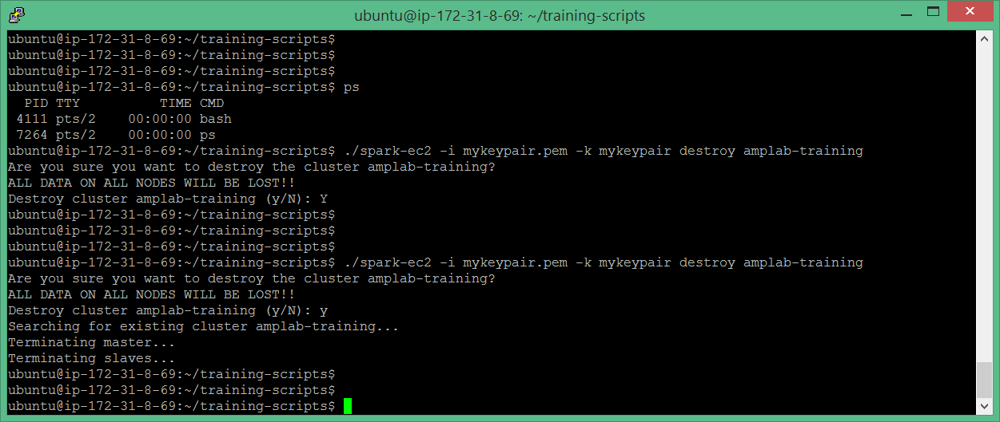 ubuntu@ip-172-31-8-69: ~/training-scripts
ubuntu@ip-172-31-8-69:~/training-scripts$
ubuntu@ip-172-31-8-69:~/training-scripts$
ubuntu@ip-172-31-8-69:~/training-scripts$
ubuntu@ip-172-31-8-69:~/training-scripts$ ps
  PID TTY          TIME CMD
 4111 pts/2    00:00:00 bash
 7264 pts/2    00:00:00 ps
ubuntu@ip-172-31-8-69:~/training-scripts$ ./spark-ec2 -i mykeypair.pem -k mykeypair destroy amplab-training
Are you sure you want to destroy the cluster amplab-training?
ALL DATA ON ALL NODES WILL BE LOST!!
Destroy cluster amplab-training (y/N): Y
ubuntu@ip-172-31-8-69:~/training-scripts$
ubuntu@ip-172-31-8-69:~/training-scripts$
ubuntu@ip-172-31-8-69:~/training-scripts$
ubuntu@ip-172-31-8-69:~/training-scripts$ ./spark-ec2 -i mykeypair.pem -k mykeypair destroy amplab-training
Are you sure you want to destroy the cluster amplab-training?
ALL DATA ON ALL NODES WILL BE LOST!!
Destroy cluster amplab-training (y/N): y
Searching for existing cluster amplab-training...
Terminating master...
Terminating slaves...
ubuntu@ip-172-31-8-69:~/training-scripts$
ubuntu@ip-172-31-8-69:~/training-scripts$
ubuntu@ip-172-31-8-69:~/training-scripts$